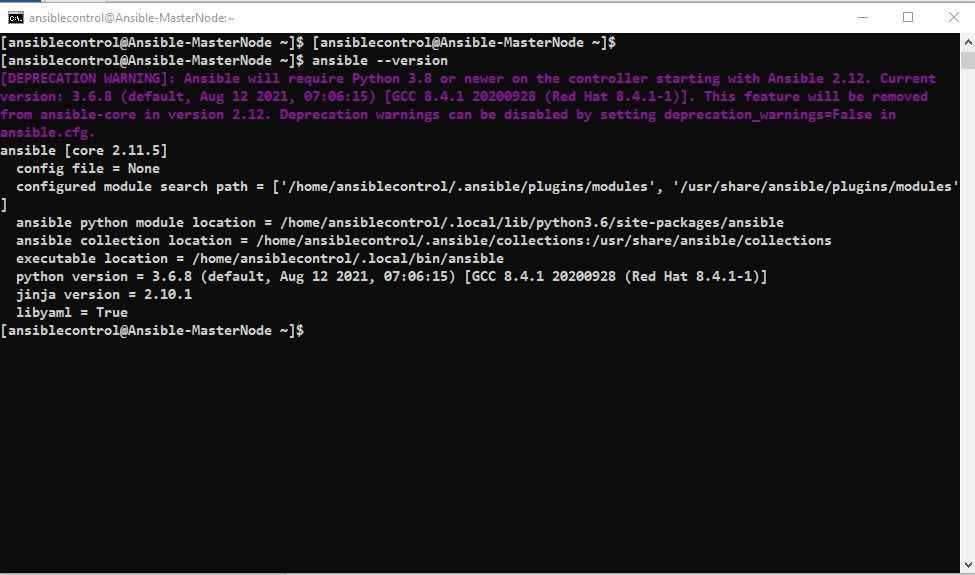 ansiblecontrol@Ansible-MasterNode:~
[ansiblecontrol@Ansible-MasterNode ~]$ [ansiblecontrol@Ansible-MasterNode ~]$
[ansiblecontrol@Ansible-MasterNode ~]$ ansible --version
[DEPRECATION WARNING]: Ansible will require Python 3.8 or newer on the controller starting with Ansible 2.12. Current
version: 3.6.8 (default, Aug 12 2021, 07:06:15) [GCC 8.4.1 20200928 (Red Hat 8.4.1-1)]. This feature will be removed
from ansible-core in version 2.12. Deprecation warnings can be disabled by setting deprecation_warnings=False in
ansible.cfg.
ansible [core 2.11.5]
  config file = None
  configured module search path = ['/home/ansiblecontrol/.ansible/plugins/modules', '/usr/share/ansible/plugins/modules'
]
  ansible python module location = /home/ansiblecontrol/.local/lib/python3.6/site-packages/ansible
  ansible collection location = /home/ansiblecontrol/.ansible/collections:/usr/share/ansible/collections
  executable location = /home/ansiblecontrol/.local/bin/ansible
  python version = 3.6.8 (default, Aug 12 2021, 07:06:15) [GCC 8.4.1 20200928 (Red Hat 8.4.1-1)]
  jinja version = 2.10.1
  libyaml = True
[ansiblecontrol@Ansible-MasterNode ~]$